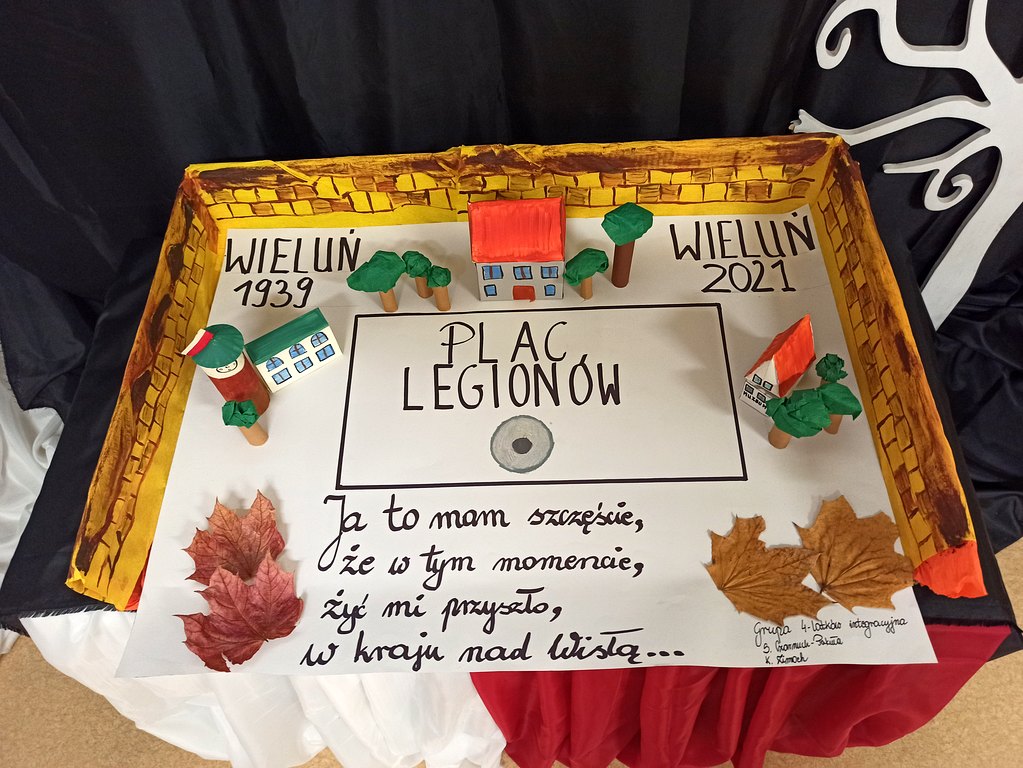 WIELUŃ
1939
WIELUŃ
2021
PLAC
LEGIONÓW
MUZEUM
Ja to mam szczęście,
że w tym momencie,
żyć mi przyszło,
w kraju nad Wisłą...
Grupa 4-latków integracyjna
K.